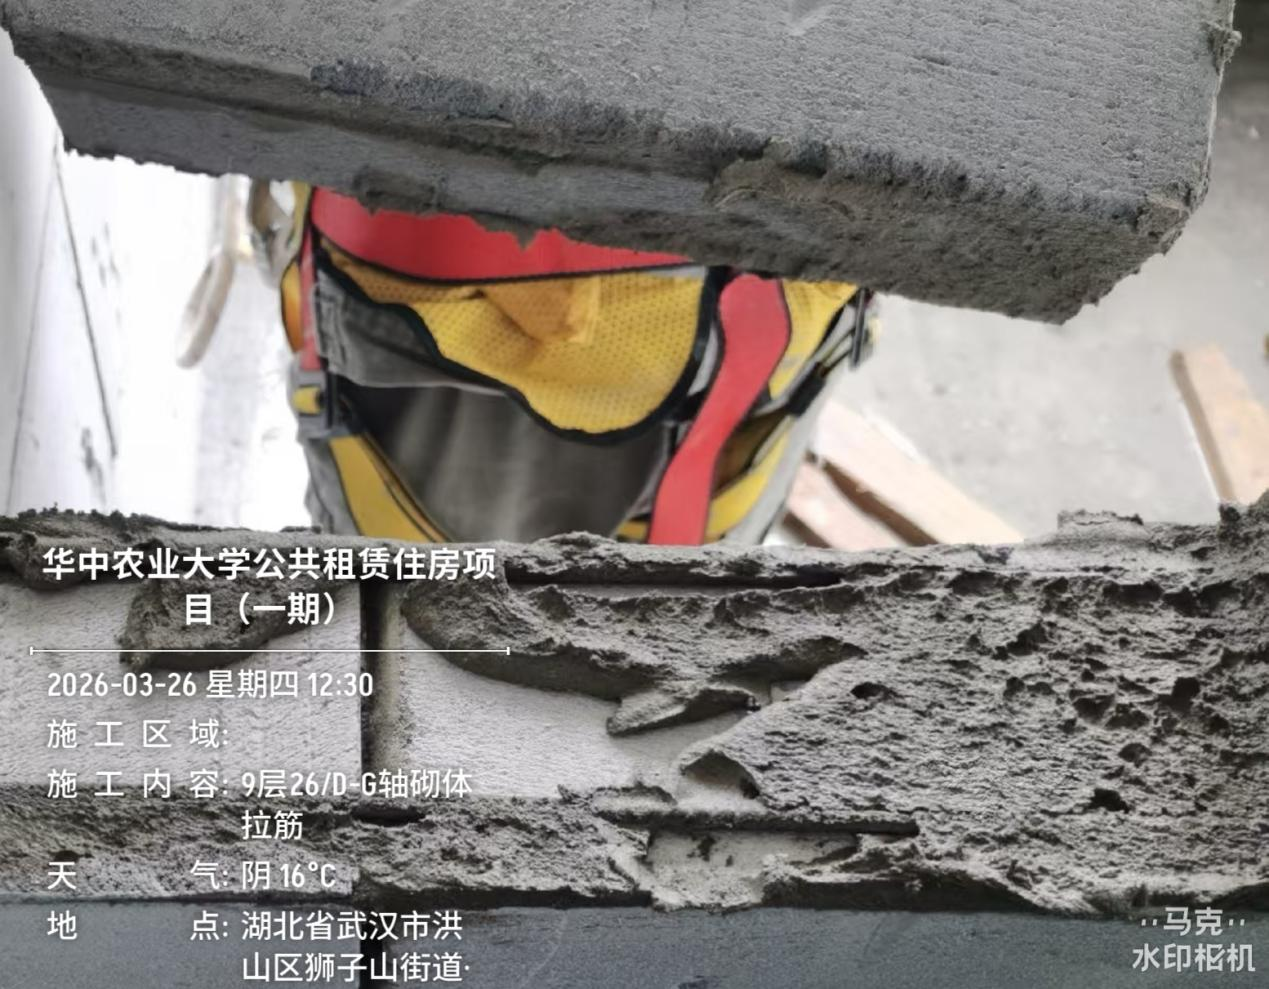 华中农业大学公共租赁住房项
目（一期）
2026-03-26 星期四 12:30
施工区域:
施工内容: 9层26/D-G轴砌体
拉筋
天气: 阴 16°C
地点: 湖北省武汉市洪
山区狮子山街道·
马克
水印相机